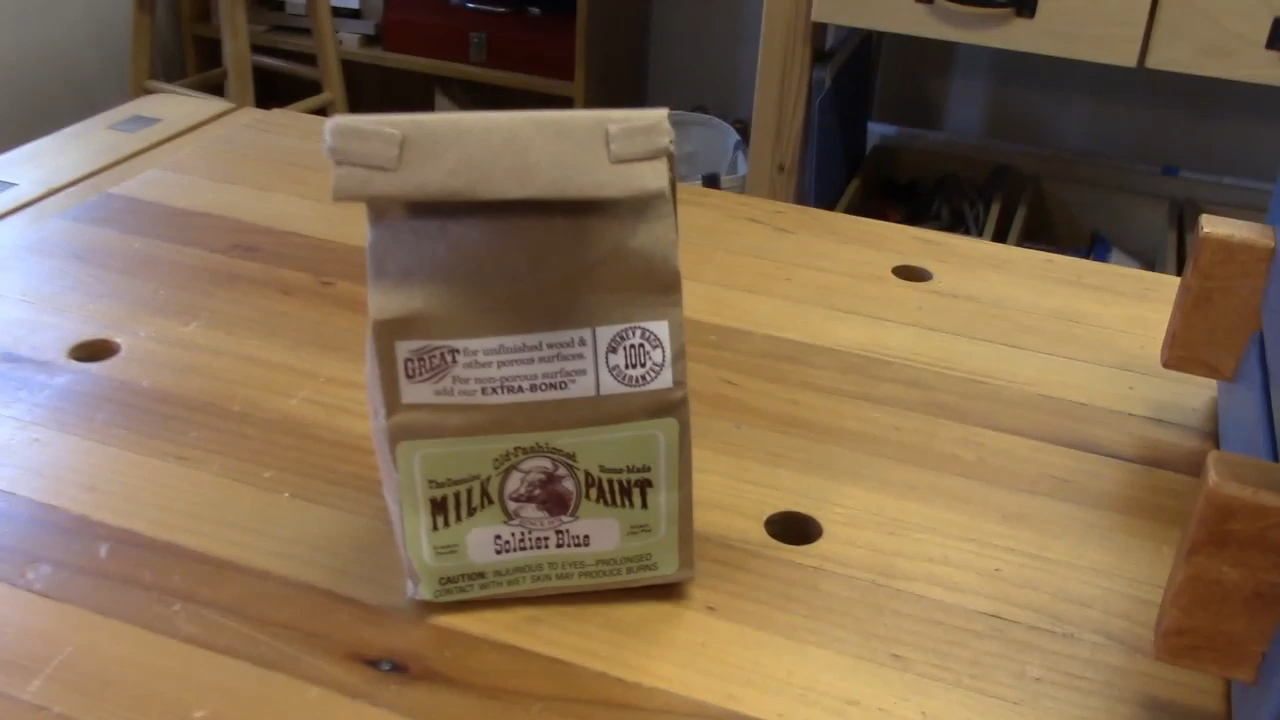 GREAT for unfinished wood &
other porous surfaces.
For non-porous surfaces
add our EXTRA-BOND™
MONEY BACK
100%
GUARANTEE
Old-Fashioned
The Genuine
Home-Made
MILK PAINT
Soldier Blue
CAUTION: INJURIOUS TO EYES—PROLONGED
CONTACT WITH WET SKIN MAY PRODUCE BURNS